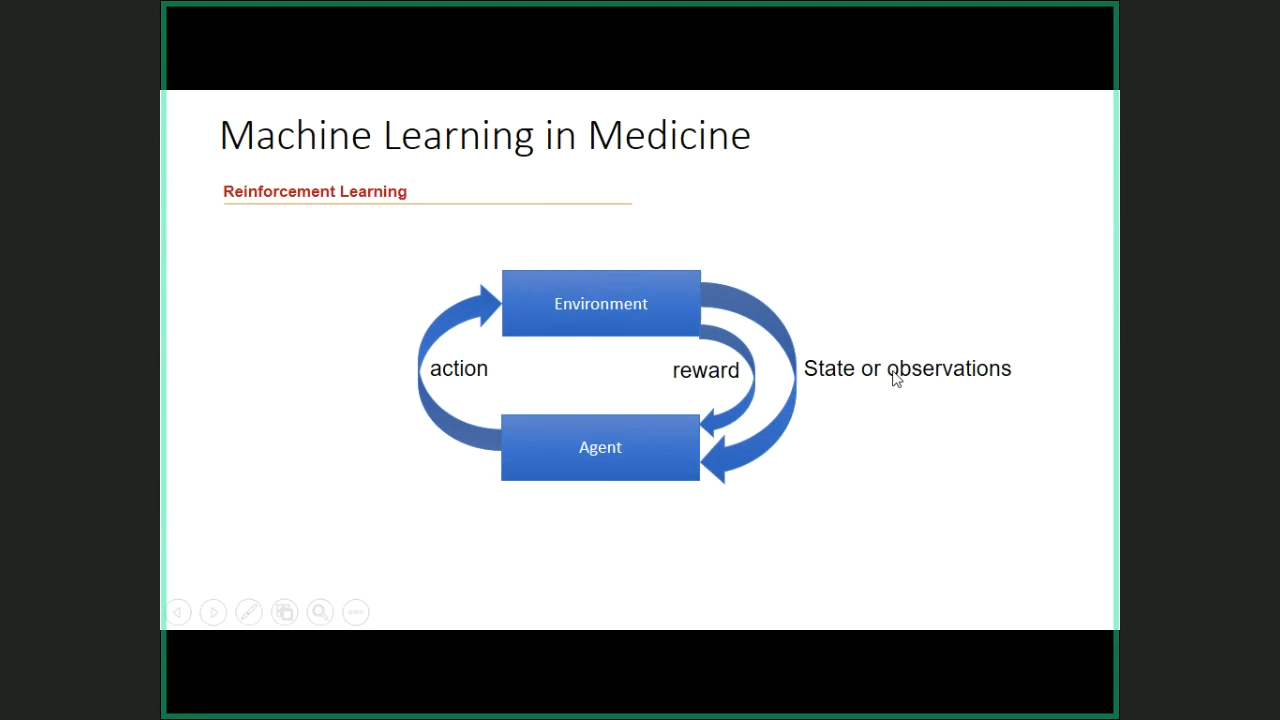 Machine Learning in Medicine
Reinforcement Learning
Environment
action
reward
State or observations
Agent